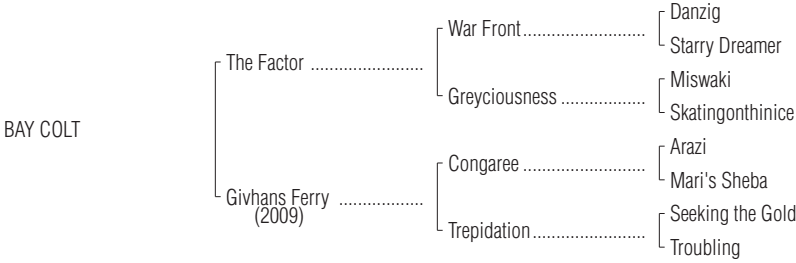 Danzig
War Front........................
Starry Dreamer
The Factor ......................
Miswaki
Greyciousness .................
Skatingonthinice
BAY COLT
Arazi
Congaree ........................
Mari's Sheba
Givhans Ferry ................
(2009)
Seeking the Gold
Trepidation......................
Troubling